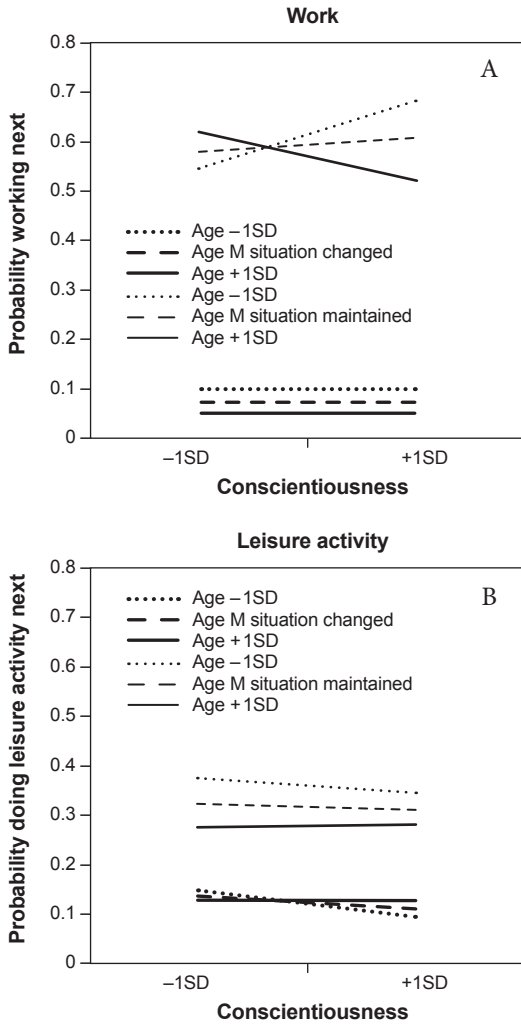 Work
A
0.8
0.7
0.6
0.5
0.4
0.3
0.2
0.1
0
Probability working next
Age –1SD
Age M situation changed
Age +1SD
Age –1SD
Age M situation maintained
Age +1SD
–1SD
+1SD
Conscientiousness
Leisure activity
B
0.8
0.7
0.6
0.5
0.4
0.3
0.2
0.1
0
Probability doing leisure activity next
Age –1SD
Age M situation changed
Age +1SD
Age –1SD
Age M situation maintained
Age +1SD
–1SD
+1SD
Conscientiousness